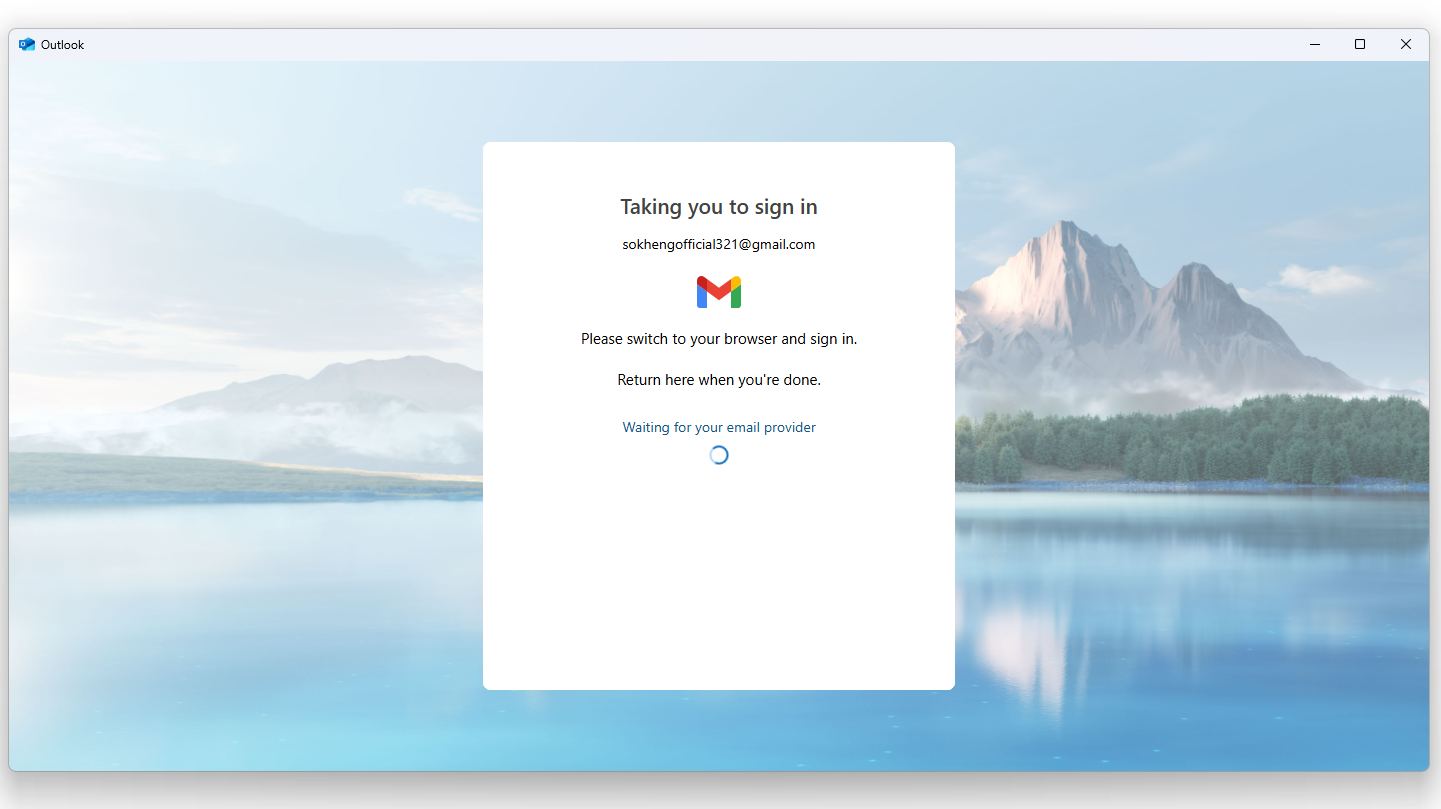 Outlook
Taking you to sign in
sokhengofficial321@gmail.com
Please switch to your browser and sign in.
Return here when you're done.
Waiting for your email provider